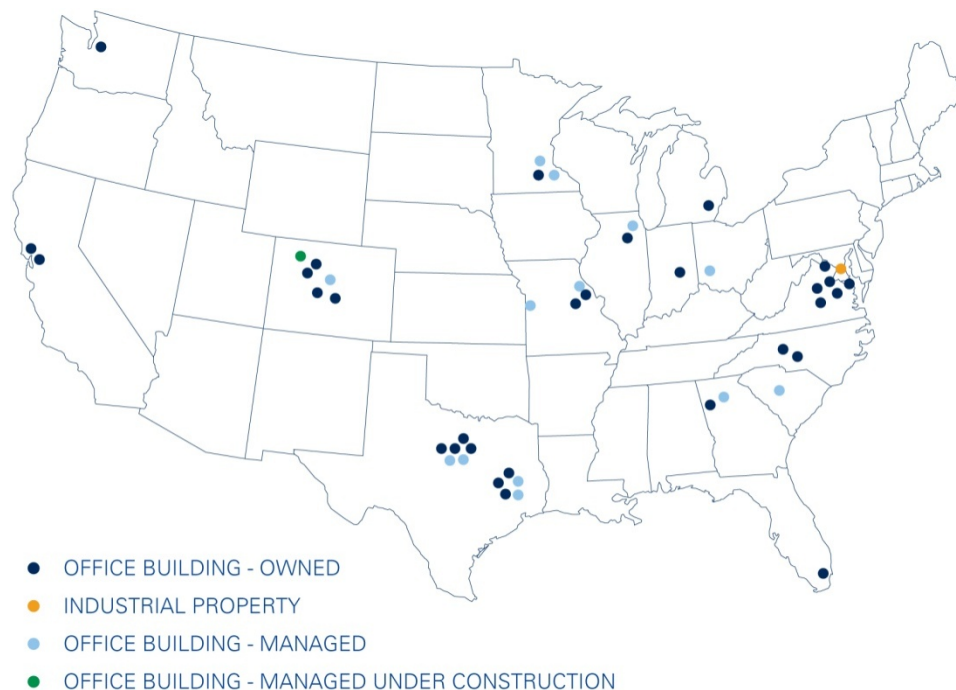 OFFICE BUILDING - OWNED
INDUSTRIAL PROPERTY
OFFICE BUILDING - MANAGED
OFFICE BUILDING - MANAGED UNDER CONSTRUCTION